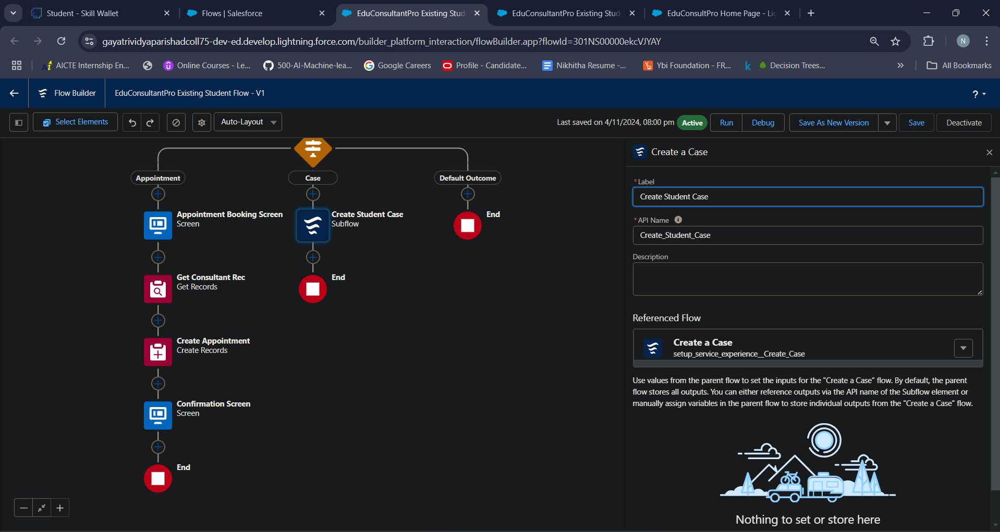 Student - Skill Wallet
Flows | Salesforce
EduConsultantPro Existing Stud
EduConsultantPro Existing Stud
EduConsultPro Home Page - Lig
gayatrividyaparishadcoll75-dev-ed.develop.lightning.force.com/builder_platform_interaction/flowBuilder.app?flowId=301NS00000ekcVJYAY
N
AICTE Internship En...
Online Courses - Le...
500-AI-Machine-lea...
Google Careers
Profile - Candidate...
Nikhitha Resume -...
Ybi Foundation - FR...
k
Decision Trees...
All Bookmarks
Flow Builder
EduConsultantPro Existing Student Flow - V1
?
Select Elements
Auto-Layout
Last saved on 4/11/2024, 08:00 pm
Active
Run
Debug
Save As New Version
Save
Deactivate
Appointment
Case
Default Outcome
Appointment Booking Screen
Screen
Create Student Case
Subflow
End
Get Consultant Rec
Get Records
End
Create Appointment
Create Records
Confirmation Screen
Screen
End
Create a Case
* Label
Create Student Case
* API Name
Create_Student_Case
Description
Referenced Flow
Create a Case
setup_service_experience__Create_Case
Use values from the parent flow to set the inputs for the "Create a Case" flow. By default, the parent
flow stores all outputs. You can either reference outputs via the API name of the Subflow element or
manually assign variables in the parent flow to store individual outputs from the "Create a Case" flow.
Nothing to set or store here